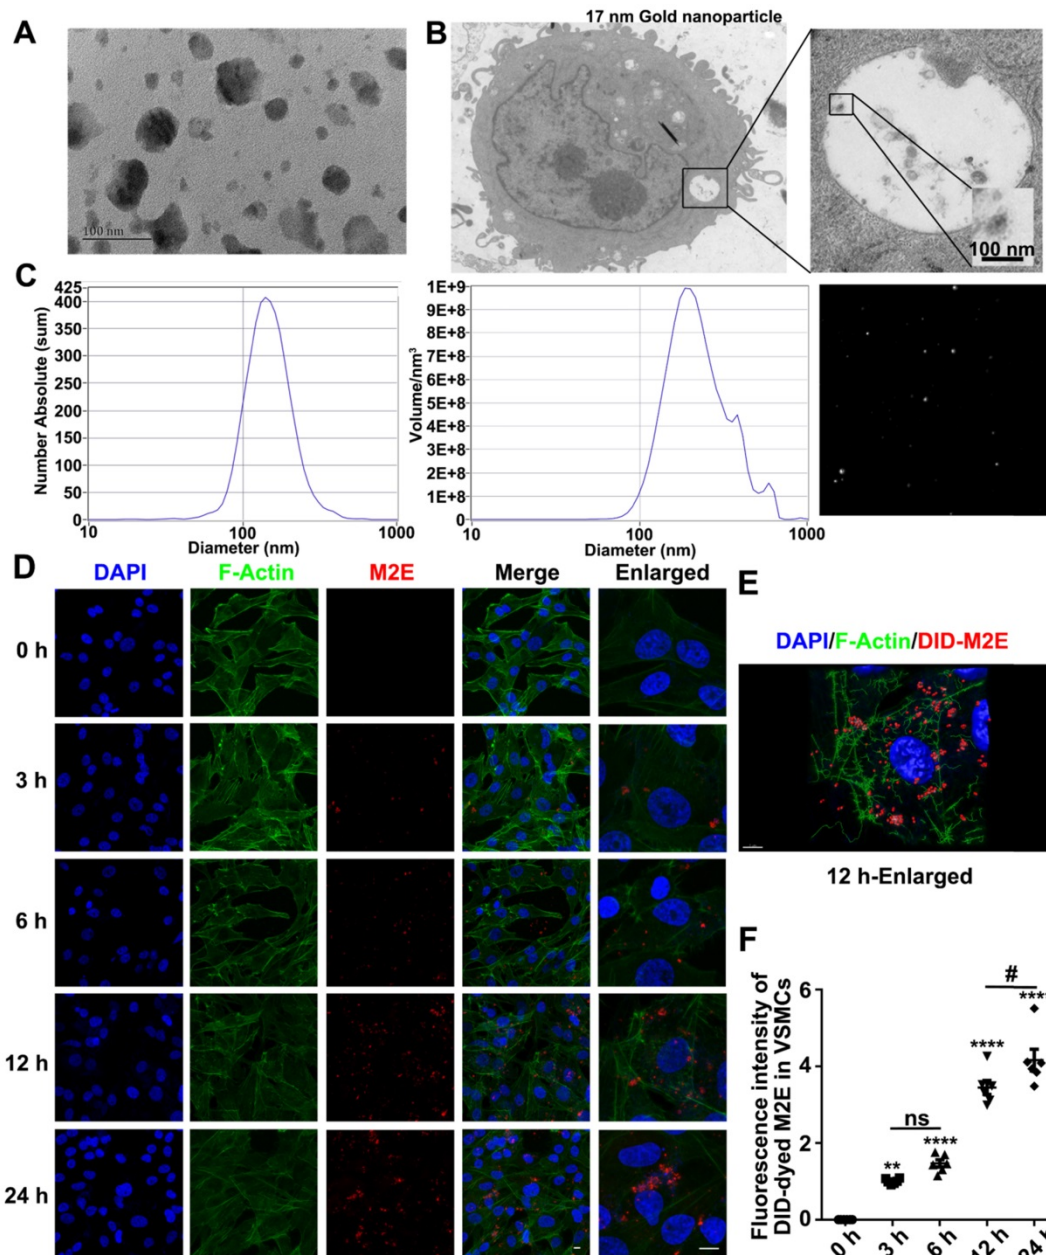 A
100 nm
B
17 nm Gold nanoparticle
100 nm
C
Number Absolute (sum)
425
400
350
300
250
200
150
100
50
0
10
100
1000
Diameter (nm)
Volume/nm³
1E+9
9E+8
8E+8
7E+8
6E+8
5E+8
4E+8
3E+8
2E+8
1E+8
0
10
100
1000
Diameter (nm)
D
DAPI
F-Actin
M2E
Merge
Enlarged
0 h
3 h
6 h
12 h
24 h
E
DAPI/F-Actin/DID-M2E
12 h-Enlarged
F
Fluorescence intensity of
DID-dyed M2E in VSMCs
6
4
2
0
**
ns
****
****
#
****
0 h
3 h
6 h
12 h
24 h